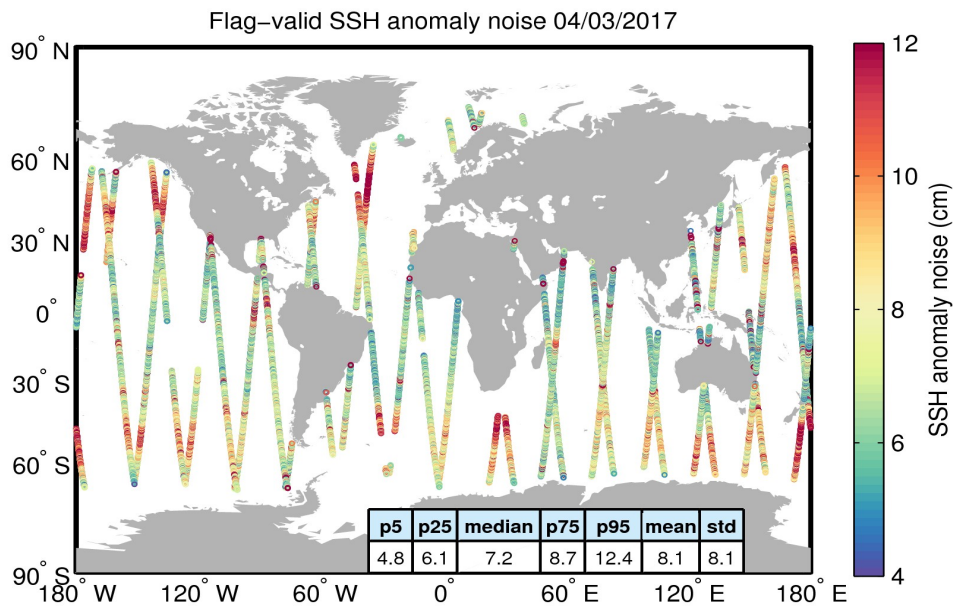 Flag−valid SSH anomaly noise 04/03/2017
90° N
60° N
30° N
0°
30° S
60° S
90° S
180° W
120° W
60° W
0°
60° E
120° E
180° E
12
10
8
6
4
SSH anomaly noise (cm)
p5 p25 median p75 p95 mean std
4.8 6.1 7.2 8.7 12.4 8.1 8.1